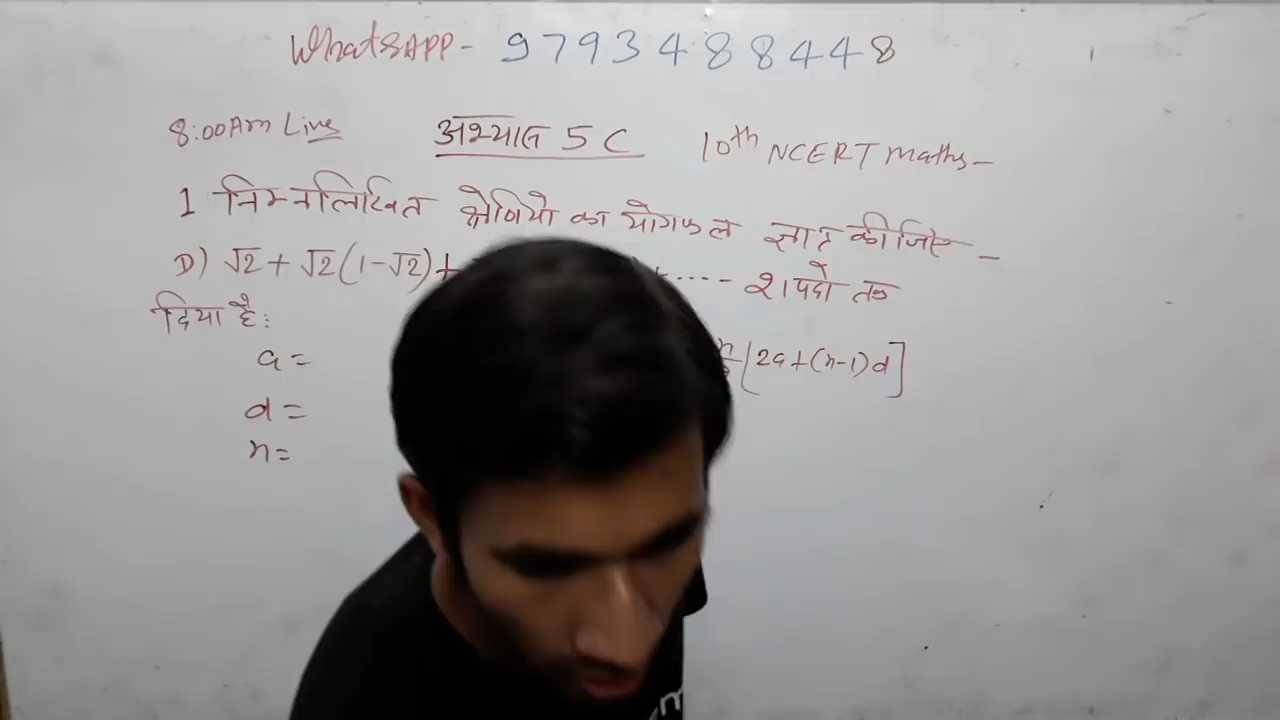 WhatsAPP - 9793488448
8:00Am Live अभ्यास 5 C 10th NCERT maths -
1 निम्नलिखित श्रेणियो का योगफल ज्ञात कीजिए -
D) √2 + √2(1-√2)+ + ---- 21 पदों तक
दिया है:
a = [2a+(n-1)d]
d =
n =